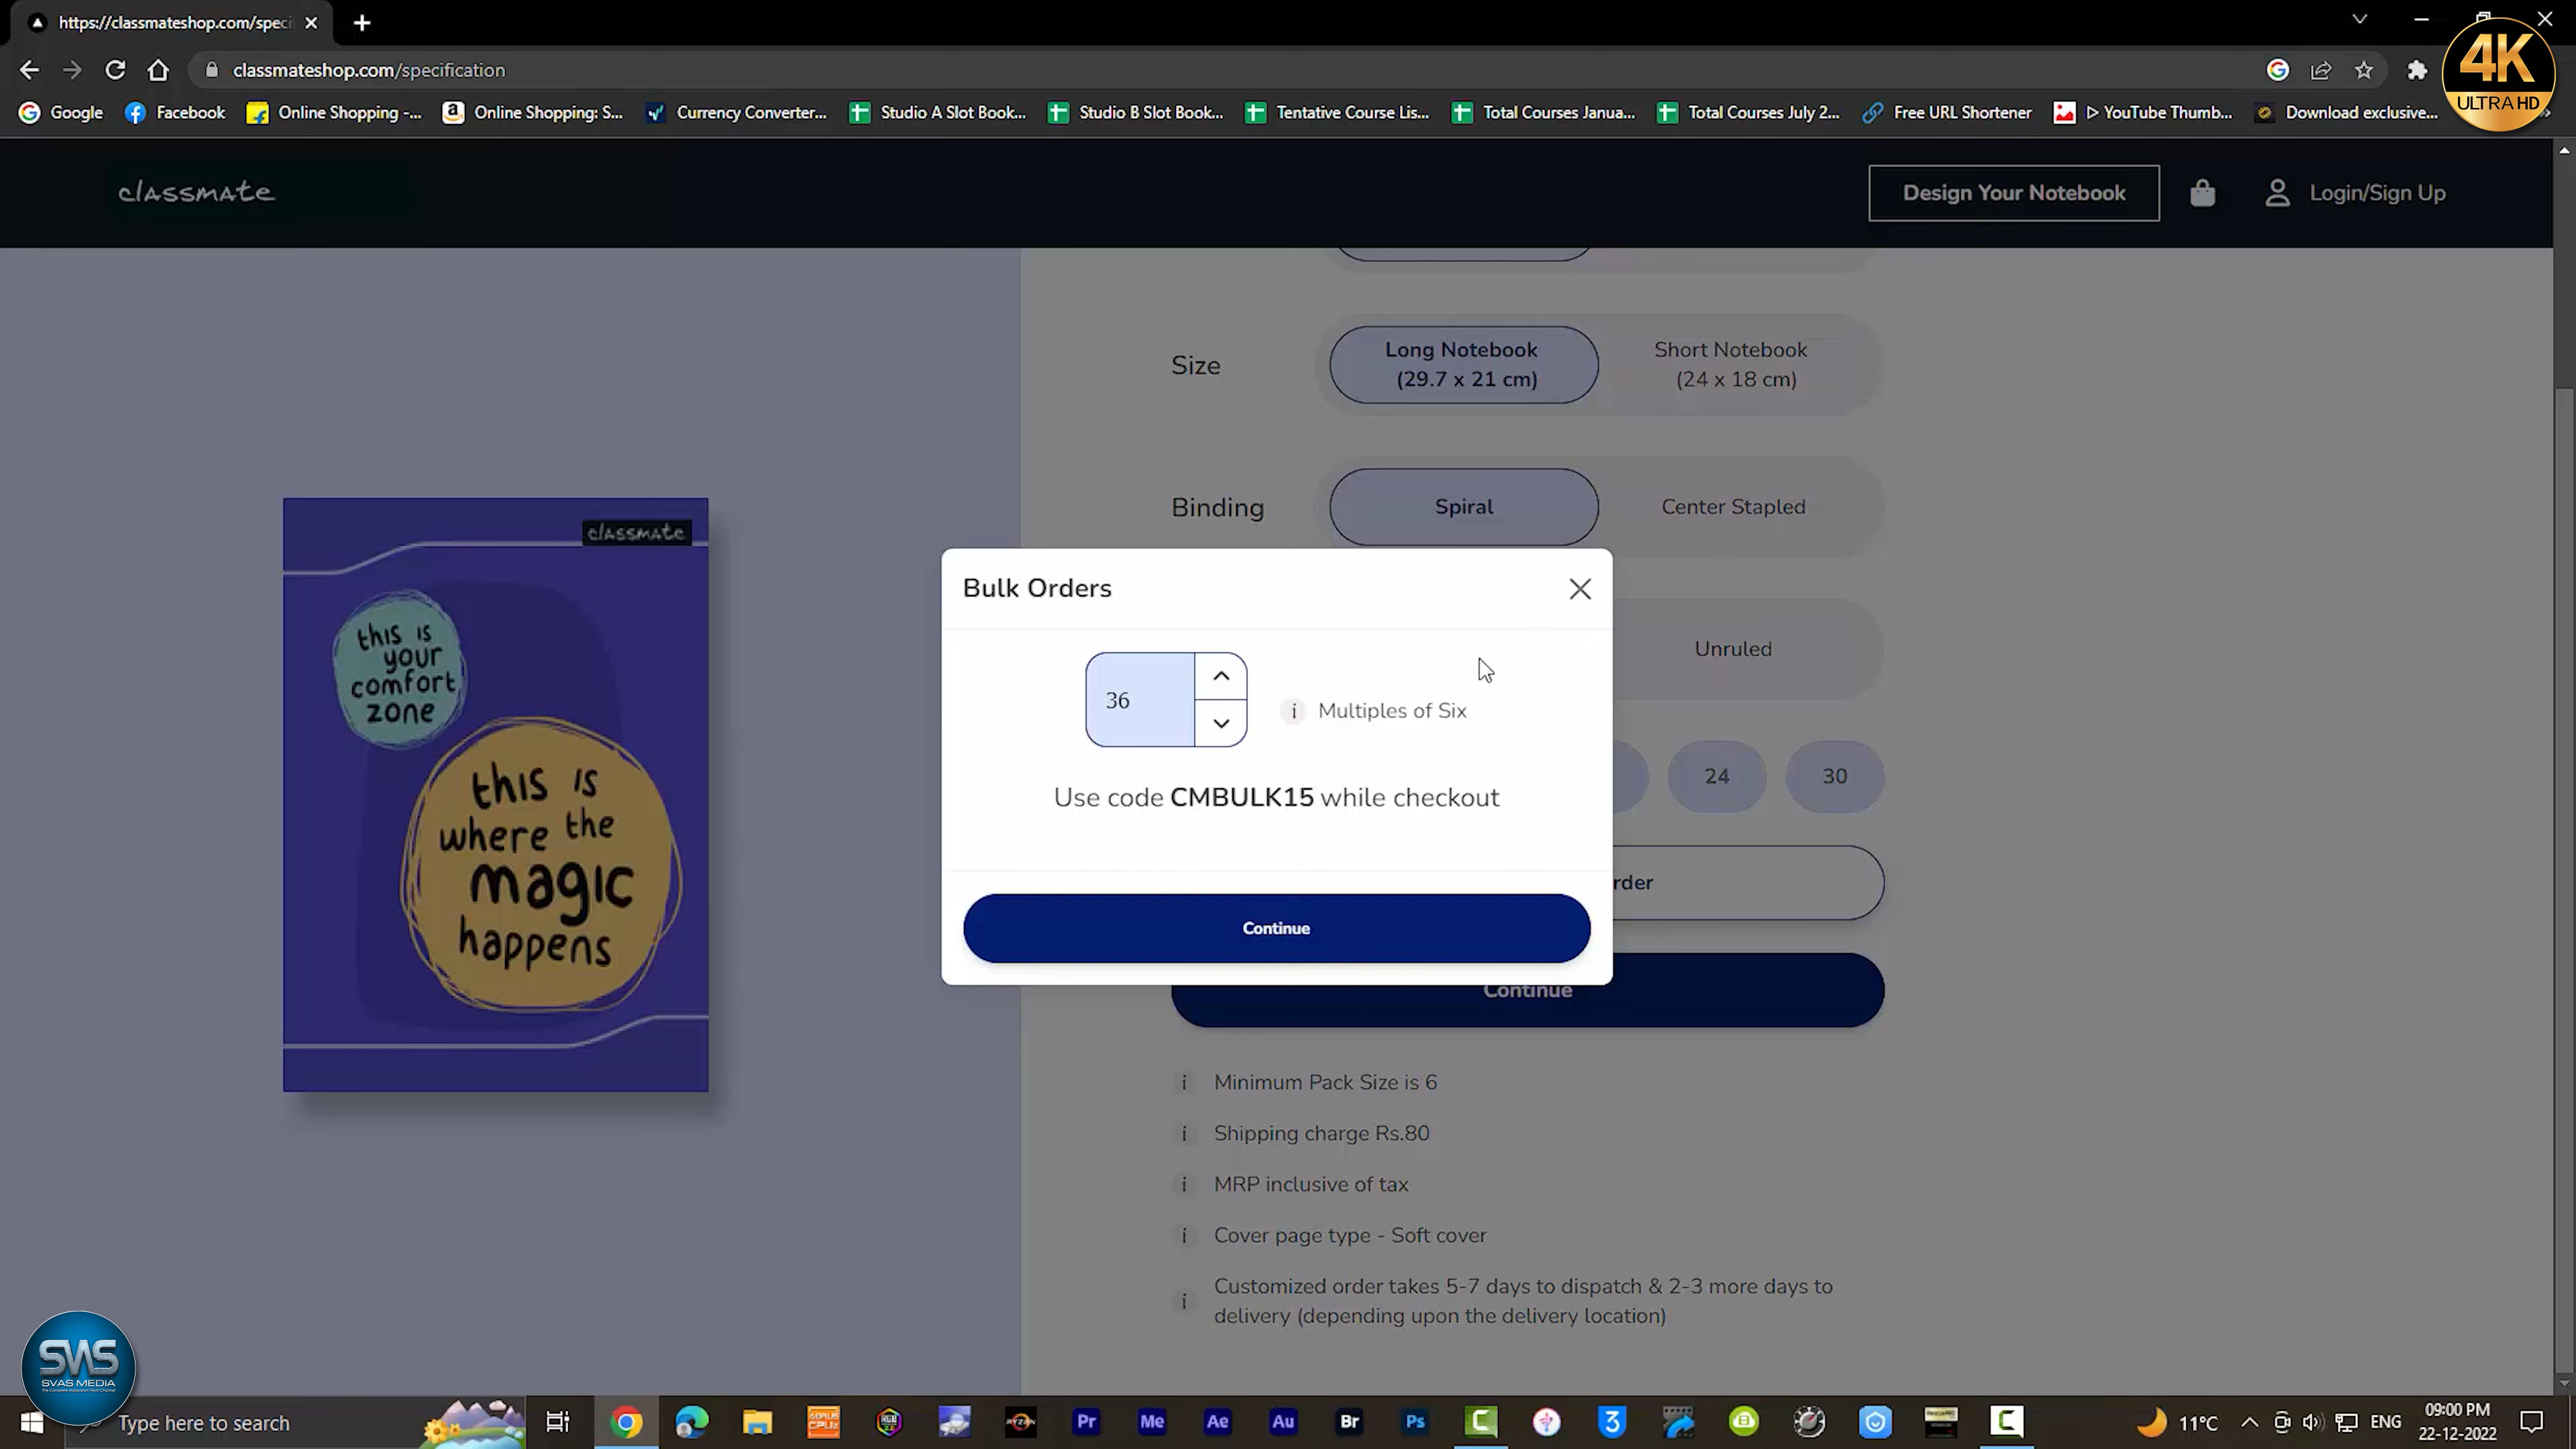 https://classmateshop.com/speci
classmateshop.com/specification
4K
ULTRA HD
Google
Facebook
Online Shopping -...
Online Shopping: S...
Currency Converter...
Studio A Slot Book...
Studio B Slot Book...
Tentative Course Lis...
Total Courses Janua...
Total Courses July 2...
Free URL Shortener
YouTube Thumb...
Download exclusive...
classmate
Design Your Notebook
Login/Sign Up
Size
Long Notebook
(29.7 x 21 cm)
Short Notebook
(24 x 18 cm)
Binding
Spiral
Center Stapled
classmate
this is
your
comfort
zone
this is
where the
magic
happens
Bulk Orders
36
Multiples of Six
Use code CMBULK15 while checkout
Continue
Unruled
24
30
rder
Continue
Minimum Pack Size is 6
Shipping charge Rs.80
MRP inclusive of tax
Cover page type - Soft cover
Customized order takes 5-7 days to dispatch & 2-3 more days to
delivery (depending upon the delivery location)
SVS
SVAS MEDIA
Type here to search
Pr
Me
Ae
Au
Br
Ps
11°C
ENG
09:00 PM
22-12-2022